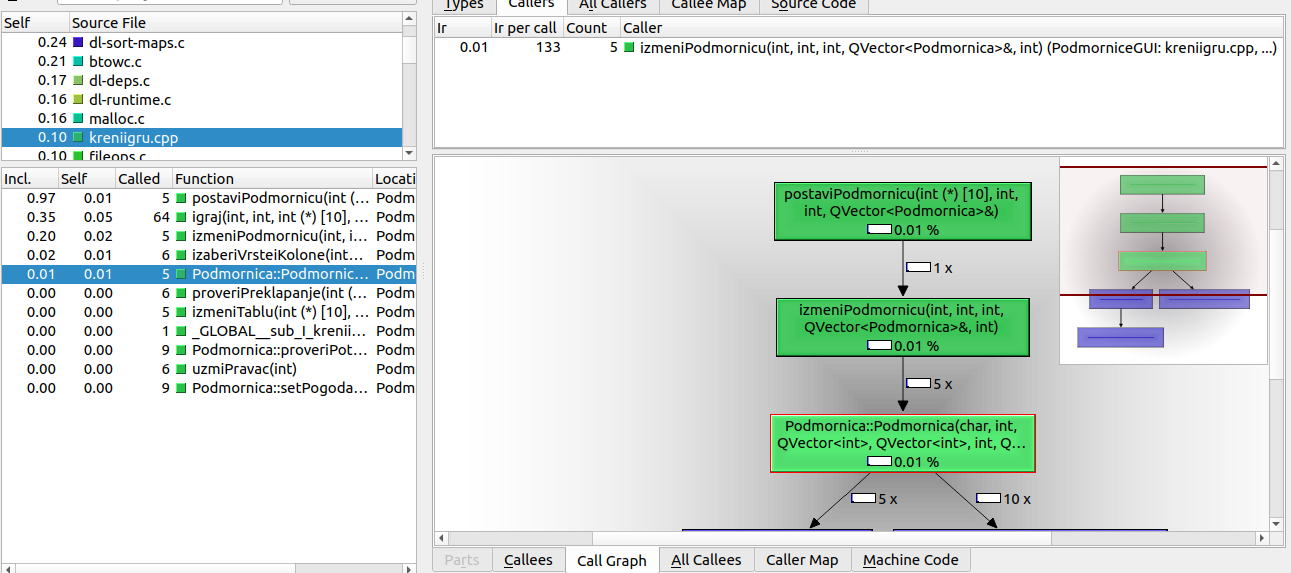 Self Source File
0.24 dl-sort-maps.c
0.21 btowc.c
0.17 dl-deps.c
0.16 dl-runtime.c
0.16 malloc.c
0.10 kreniigru.cpp
0.10 fileops.c
Incl. Self Called Function Locati
0.97 0.01 5 postaviPodmornicu(int (... Podm
0.35 0.05 64 igraj(int, int, int (*) [10], ... Podm
0.20 0.02 5 izmeniPodmornicu(int, i... Podm
0.02 0.01 6 izaberiVrsteiKolone(int... Podm
0.01 0.01 5 Podmornica::Podmornic... Podm
0.00 0.00 6 proveriPreklapanje(int (... Podm
0.00 0.00 5 izmeniTablu(int (*) [10], ... Podm
0.00 0.00 1 _GLOBAL__sub_I_krenii... Podm
0.00 0.00 9 Podmornica::proveriPot... Podm
0.00 0.00 6 uzmiPravac(int) Podm
0.00 0.00 9 Podmornica::setPogoda... Podm
Types Callers All Callers Callee Map Source Code
Ir Ir per call Count Caller
0.01 133 5 izmeniPodmornicu(int, int, int, QVector<Podmornica>&, int) (PodmorniceGUI: kreniigru.cpp, ...)
postaviPodmornicu(int (*) [10], int,
int, QVector<Podmornica>&)
0.01 %
1 x
izmeniPodmornicu(int, int, int,
QVector<Podmornica>&, int)
0.01 %
5 x
Podmornica::Podmornica(char, int,
QVector<int>, QVector<int>, int, Q...
0.01 %
5 x 10 x
Parts Callees Call Graph All Callees Caller Map Machine Code